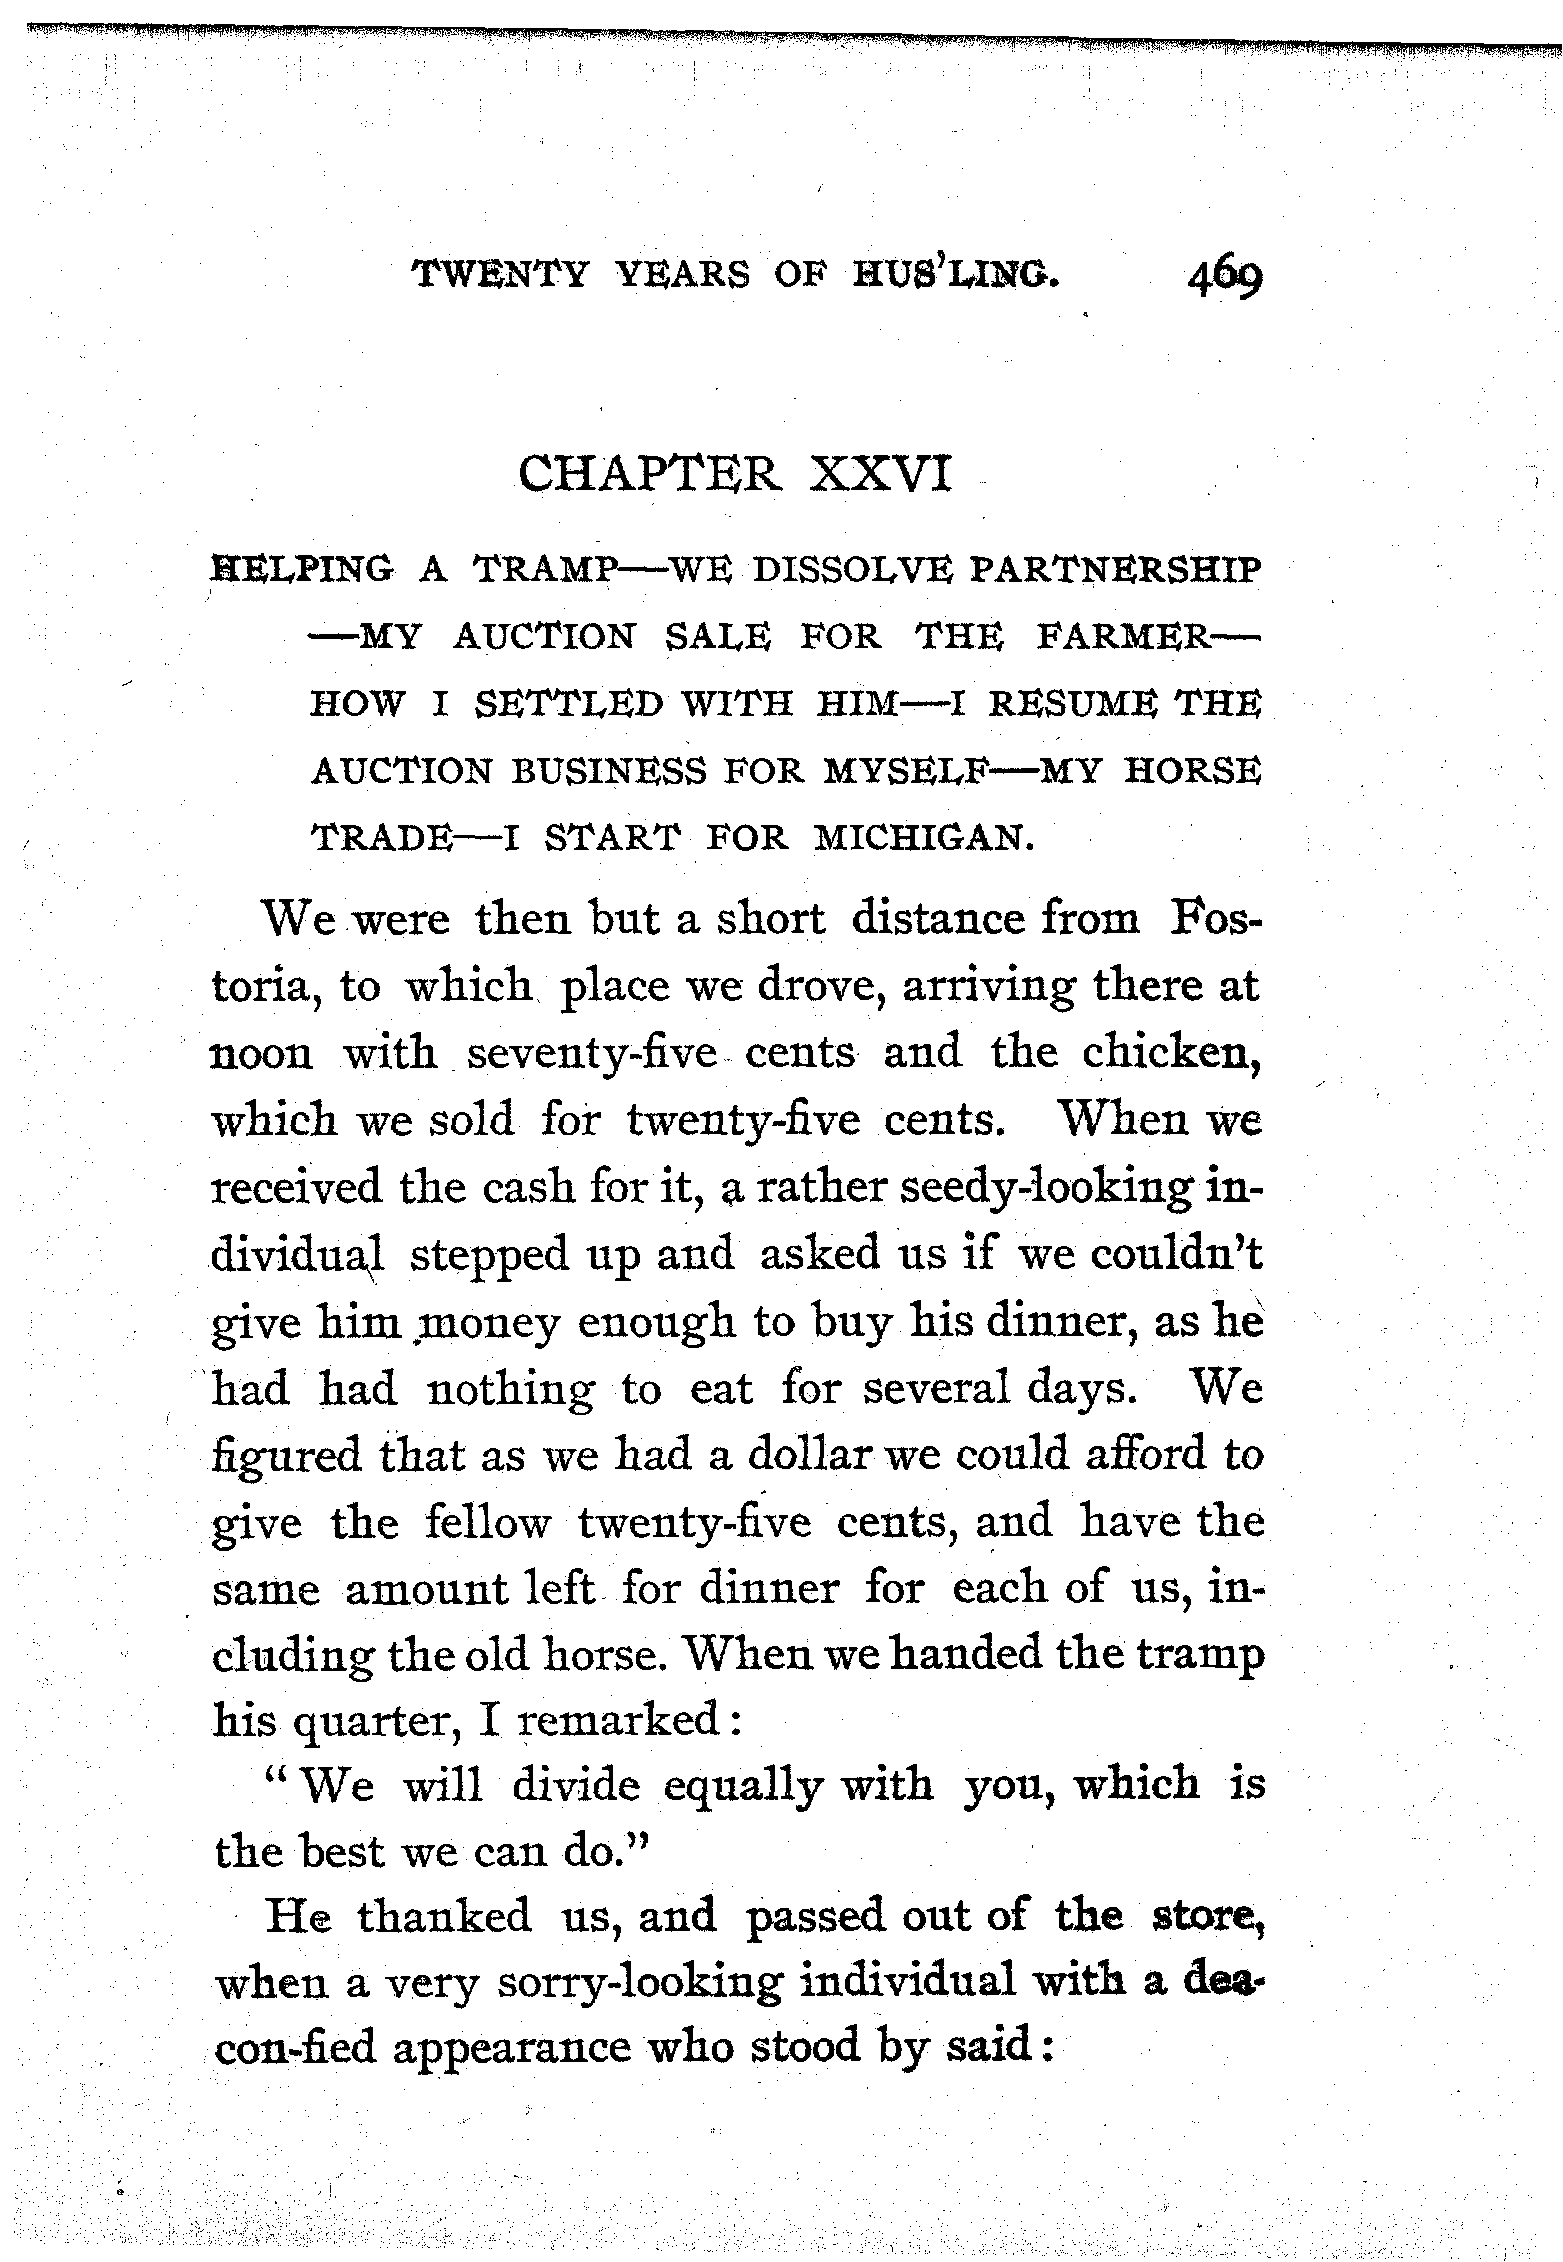 TWENTY YEARS OF HUS'LING. 469
CHAPTER XXVI
HELPING A TRAMP—WE DISSOLVE PARTNERSHIP
—MY AUCTION SALE FOR THE FARMER—
HOW I SETTLED WITH HIM—I RESUME THE
AUCTION BUSINESS FOR MYSELF—MY HORSE
TRADE—I START FOR MICHIGAN.
We were then but a short distance from Fos-
toria, to which place we drove, arriving there at
noon with seventy-five cents and the chicken,
which we sold for twenty-five cents. When we
received the cash for it, a rather seedy-looking in-
dividual stepped up and asked us if we couldn't
give him money enough to buy his dinner, as he
had had nothing to eat for several days. We
figured that as we had a dollar we could afford to
give the fellow twenty-five cents, and have the
same amount left for dinner for each of us, in-
cluding the old horse. When we handed the tramp
his quarter, I remarked:
"We will divide equally with you, which is
the best we can do."
He thanked us, and passed out of the store,
when a very sorry-looking individual with a dea-
con-fied appearance who stood by said: